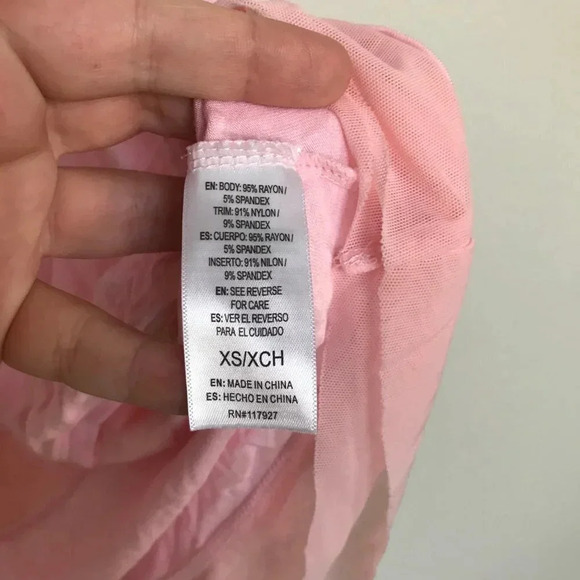 EN: BODY: 95% RAYON /
5% SPANDEX
TRIM: 91% NYLON /
9% SPANDEX
ES: CUERPO: 95% RAYON /
5% SPANDEX
INSERTO: 91% NILON /
9% SPANDEX
EN: SEE REVERSE
FOR CARE
ES: VER EL REVERSO
PARA EL CUIDADO
XS/XCH
EN: MADE IN CHINA
ES: HECHO EN CHINA
RN#117927